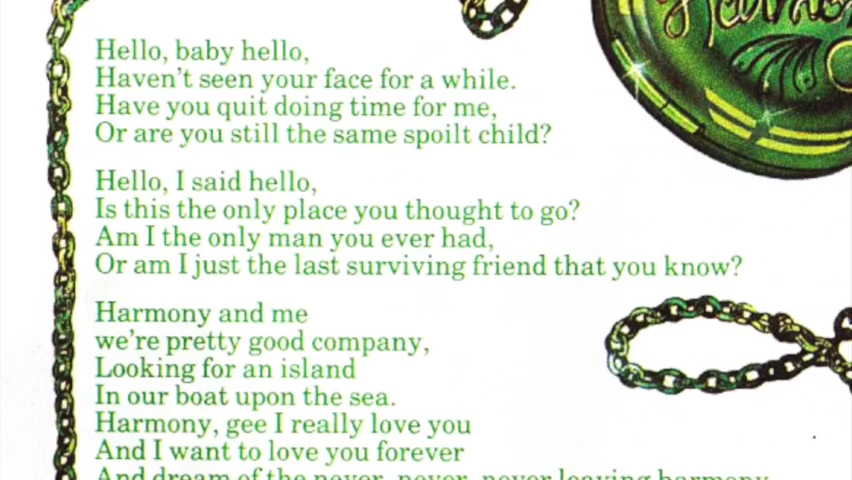 Hello, baby hello,
Haven't seen your face for a while.
Have you quit doing time for me,
Or are you still the same spoilt child?
Hello, I said hello,
Is this the only place you thought to go?
Am I the only man you ever had,
Or am I just the last surviving friend that you know?
Harmony and me
we're pretty good company,
Looking for an island
In our boat upon the sea.
Harmony, gee I really love you
And I want to love you forever
And dream of the never, never, never leaving harmony